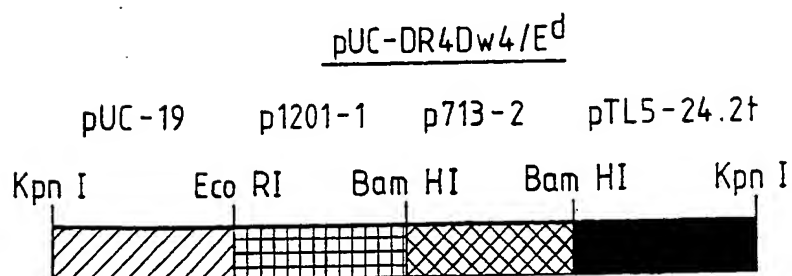 pUC-DR4Dw4/Eᵈ
pUC-19 p1201-1 p713-2 pTL5-24.2t
Kpn I Eco RI Bam HI Bam HI Kpn I